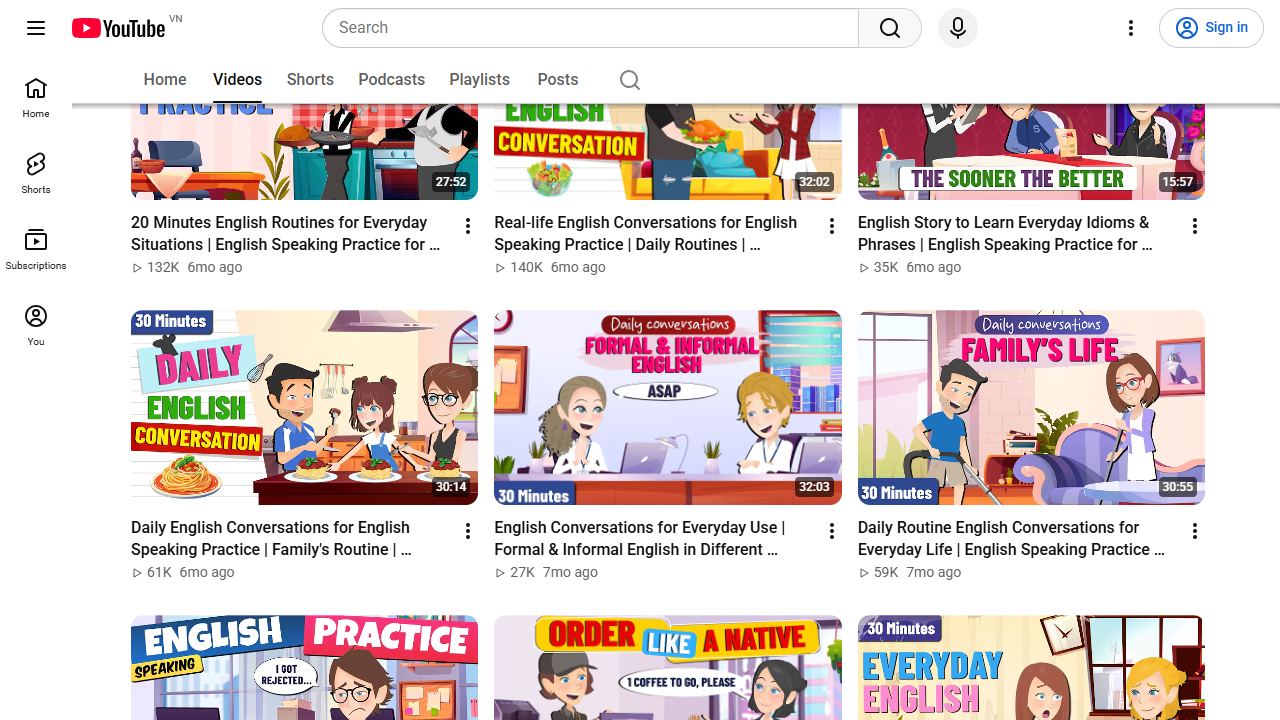 YouTube VN
Search
Sign in
Home
Videos
Shorts
Podcasts
Playlists
Posts
Home
Shorts
Subscriptions
You
PRACTICE
27:52
ENGLISH
CONVERSATION
32:02
THE SOONER THE BETTER
15:57
20 Minutes English Routines for Everyday
Situations | English Speaking Practice for ...
132K 6mo ago
Real-life English Conversations for English
Speaking Practice | Daily Routines | ...
140K 6mo ago
English Story to Learn Everyday Idioms &
Phrases | English Speaking Practice for ...
35K 6mo ago
30 Minutes
DAILY
ENGLISH
CONVERSATION
30:14
Daily conversations
FORMAL & INFORMAL
ENGLISH
ASAP
30 Minutes
32:03
Daily conversations
FAMILY'S LIFE
30 Minutes
30:55
Daily English Conversations for English
Speaking Practice | Family's Routine | ...
61K 6mo ago
English Conversations for Everyday Use |
Formal & Informal English in Different ...
27K 7mo ago
Daily Routine English Conversations for
Everyday Life | English Speaking Practice ...
59K 7mo ago
ENGLISH PRACTICE
SPEAKING
I GOT
REJECTED...
ORDER LIKE A NATIVE
1 COFFEE TO GO, PLEASE
30 Minutes
EVERYDAY
ENGLISH